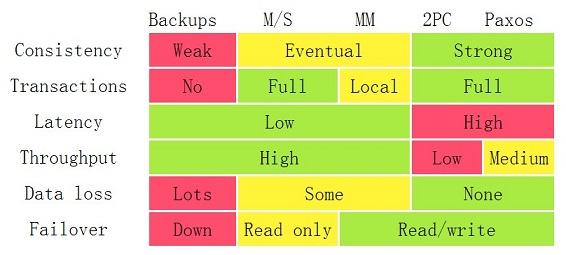 Backups M/S MM 2PC Paxos
Consistency Weak Eventual Strong
Transactions No Full Local Full
Latency Low High
Throughput High Low Medium
Data loss Lots Some None
Failover Down Read only Read/write